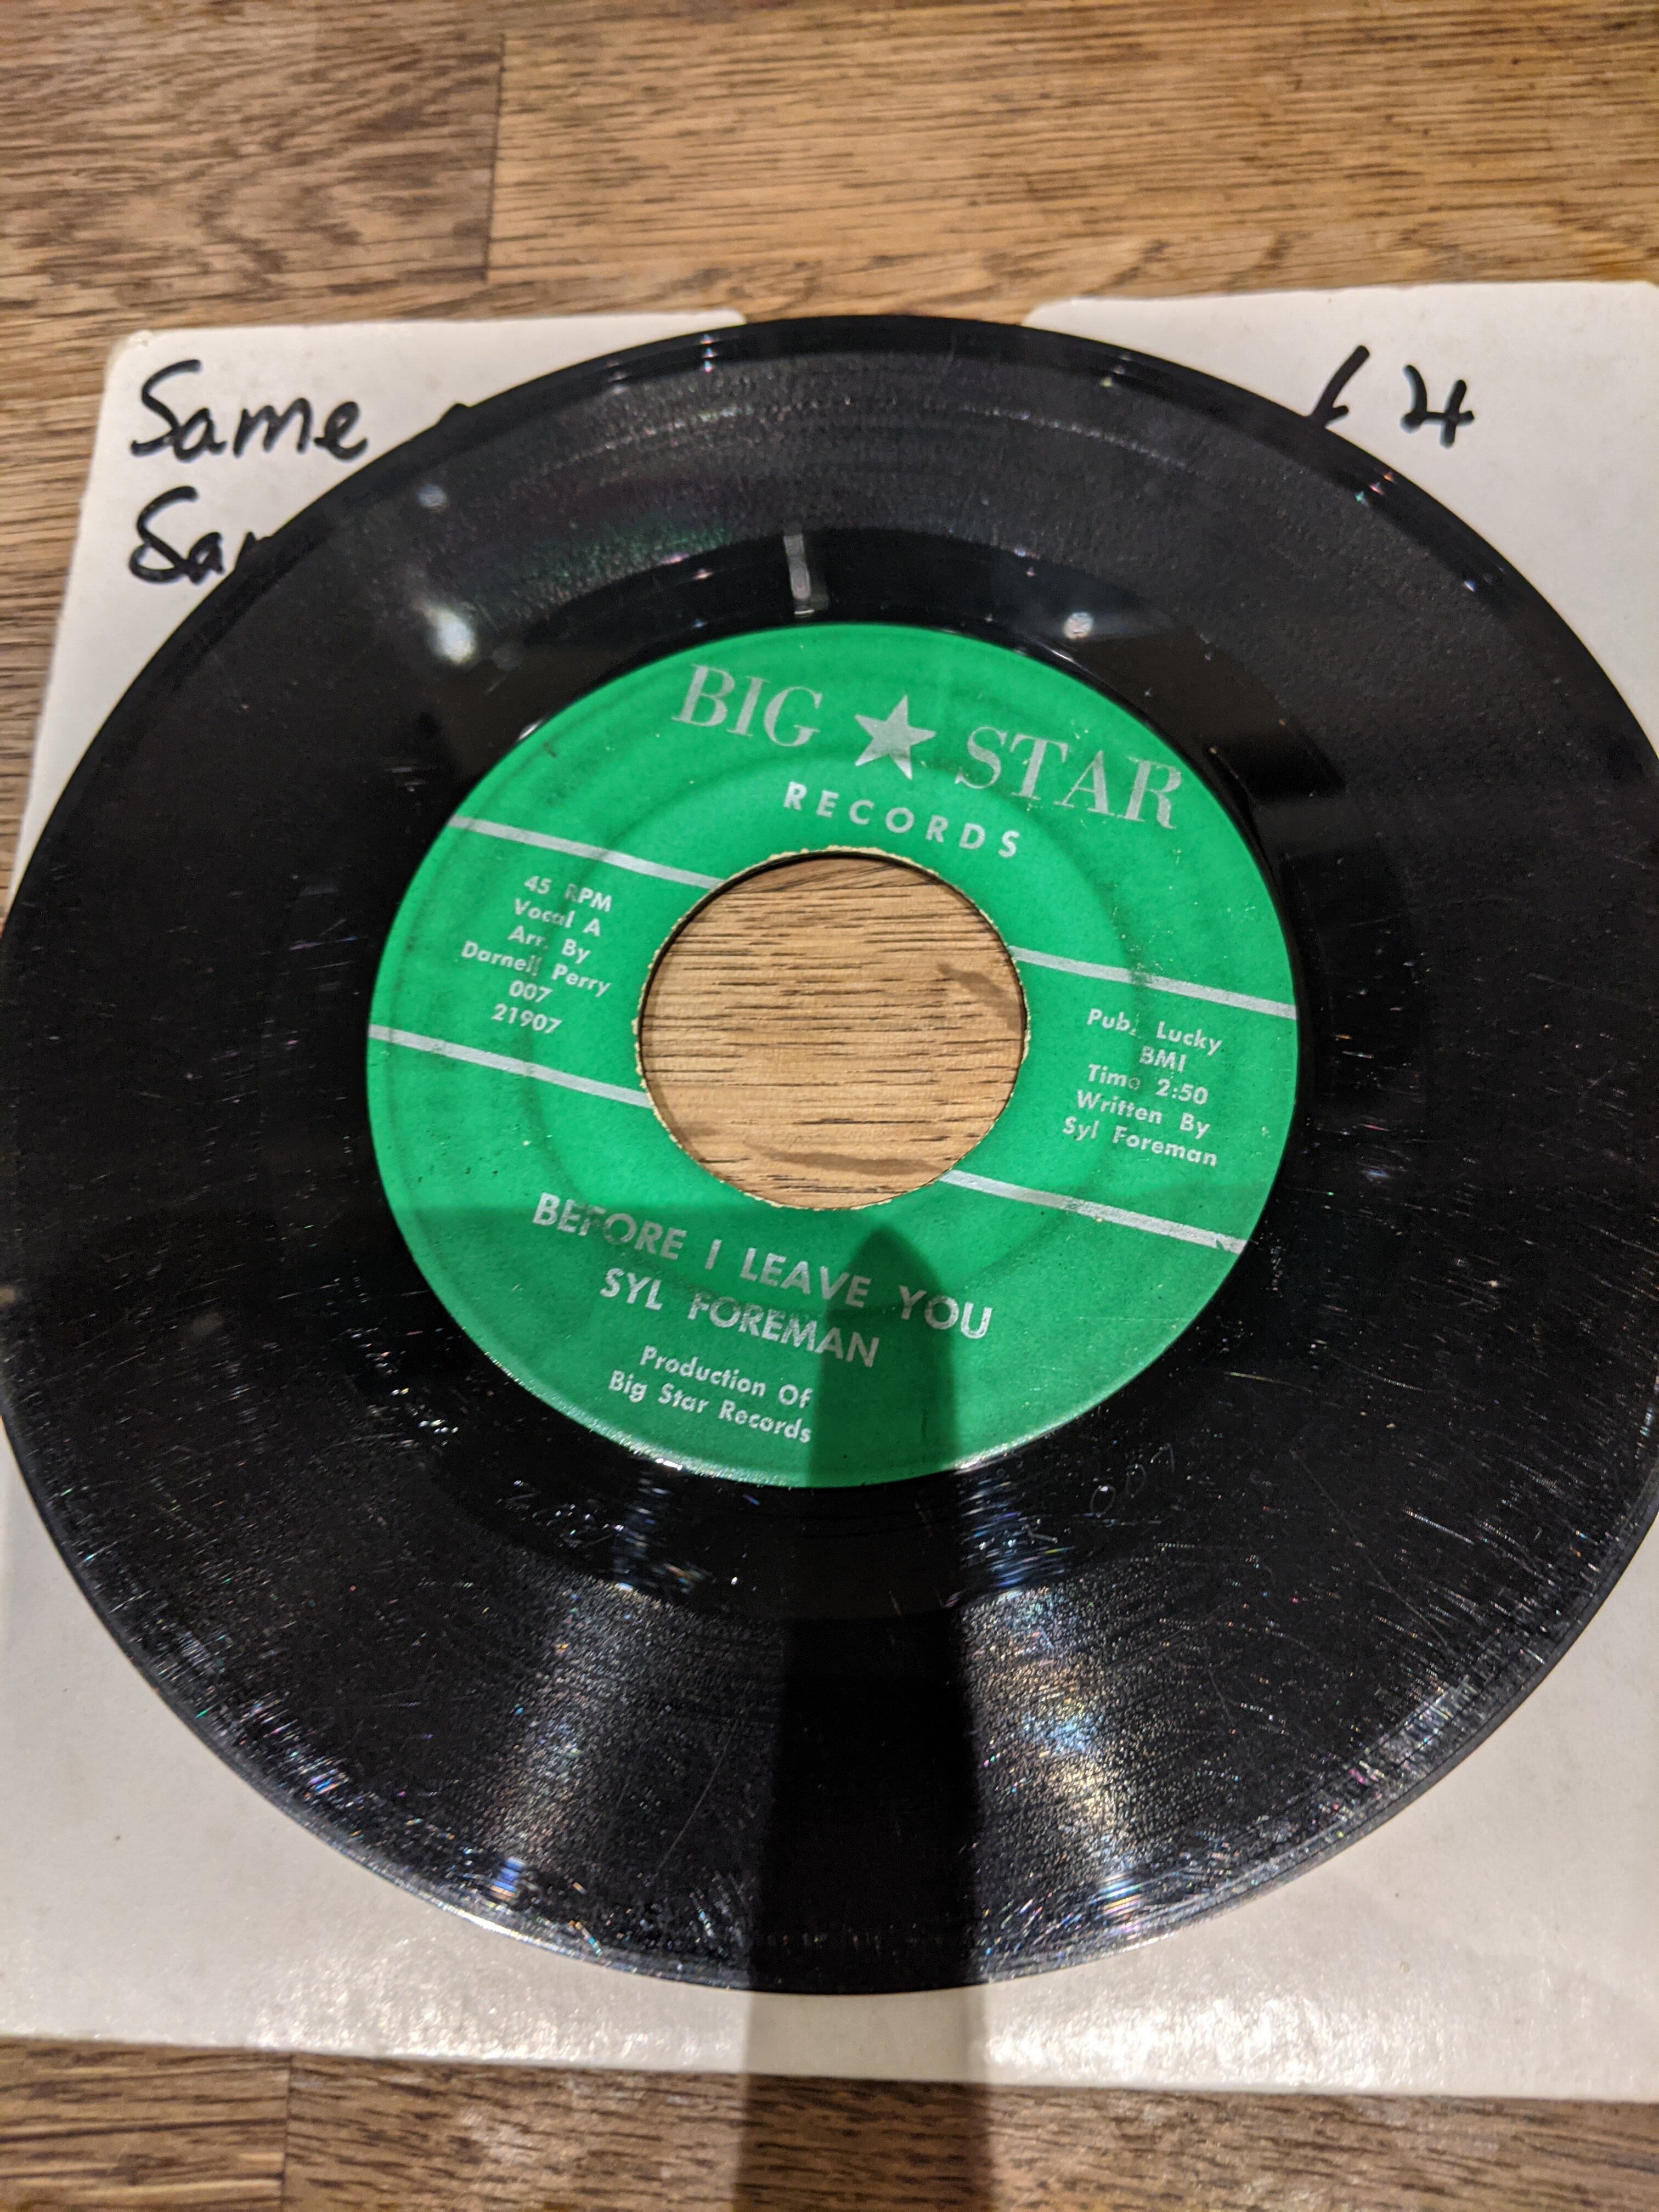 Same
BIG ★ STAR
RECORDS
45 RPM
Vocal A
Arr. By
Darnell Perry
007
21907
Pub. Lucky
BMI
Time 2:50
Written By
Syl Foreman
BEFORE I LEAVE YOU
SYL FOREMAN
Production Of
Big Star Records